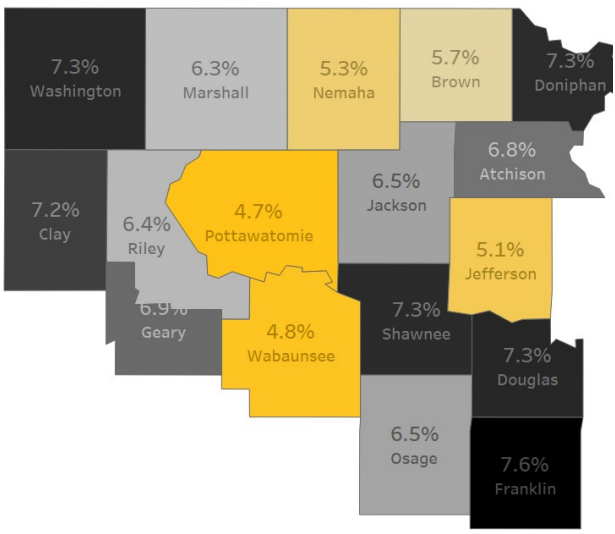 7.3%
Washington
6.3%
Marshall
5.3%
Nemaha
5.7%
Brown
7.3%
Doniphan
7.2%
Clay
6.4%
Riley
4.7%
Pottawatomie
6.5%
Jackson
6.8%
Atchison
5.1%
Jefferson
6.9%
Geary
4.8%
Wabaunsee
7.3%
Shawnee
7.3%
Douglas
6.5%
Osage
7.6%
Franklin